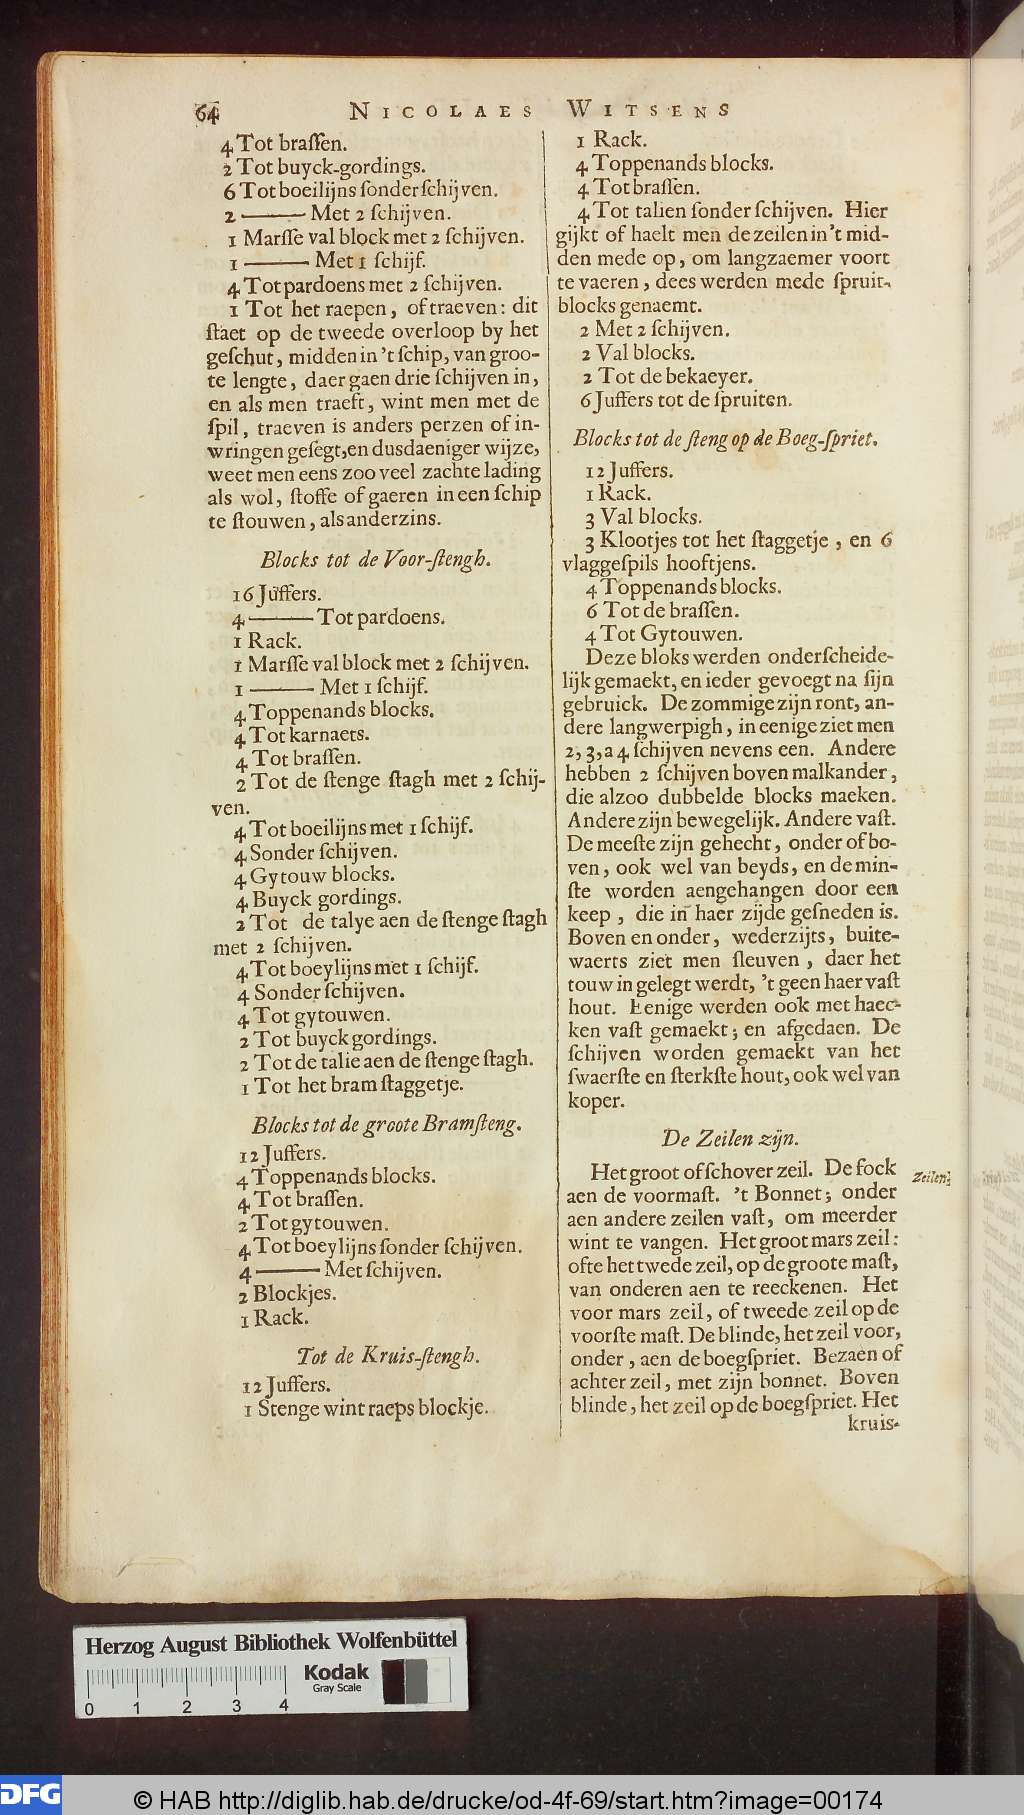 64 NICOLAES WITSENS
4 Tot braſſen.
2 Tot buyck-gordings.
6 Tot boeilijns ſonder ſchijven.
2 ——— Met 2 ſchijven.
1 Marſſe val block met 2 ſchijven.
1 ——— Met 1 ſchijf.
4 Tot pardoens met 2 ſchijven.
1 Tot het raepen, of traeven: dit
ſtaet op de tweede overloop by het
geſchut, midden in 't ſchip, van groo-
te lengte, daer gaen drie ſchijven in,
en als men traeft, wint men met de
ſpil, traeven is anders perzen of in-
wringen geſegt, en dusdaeniger wijze,
weet men eens zoo veel zachte lading
als wol, ſtoffe of gaeren in een ſchip
te ſtouwen, als anderzins.
Blocks tot de Voor-ſtengh.
16 Juffers.
4 ——— Tot pardoens.
1 Rack.
1 Marſſe val block met 2 ſchijven.
1 ——— Met 1 ſchijf.
4 Toppenands blocks.
4 Tot karnaets.
4 Tot braſſen.
2 Tot de ſtenge ſtagh met 2 ſchij-
ven.
4 Tot boeilijns met 1 ſchijf.
4 Sonder ſchijven.
4 Gytouw blocks.
4 Buyck gordings.
2 Tot de talye aen de ſtenge ſtagh
met 2 ſchijven.
4 Tot boeylijns met 1 ſchijf.
4 Sonder ſchijven.
4 Tot gytouwen.
2 Tot buyck gordings.
2 Tot de talie aen de ſtenge ſtagh.
1 Tot het bram ſtaggetje.
Blocks tot de groote Bramſteng.
12 Juffers.
4 Toppenands blocks.
4 Tot braſſen.
2 Tot gytouwen.
4 Tot boeylijns ſonder ſchijven.
4 ——— Met ſchijven.
2 Blockjes.
1 Rack.
Tot de Kruis-ſtengh.
12 Juffers.
1 Stenge wint raeps blockje.
1 Rack.
4 Toppenands blocks.
4 Tot braſſen.
4 Tot talien ſonder ſchijven. Hier
gijkt of haelt men de zeilen in 't mid-
den mede op, om langzaemer voort
te vaeren, dees werden mede ſpruit-
blocks genaemt.
2 Met 2 ſchijven.
2 Val blocks.
2 Tot de bekaeyer.
6 Juffers tot de ſpruiten.
Blocks tot de ſteng op de Boeg-ſpriet.
12 Juffers.
1 Rack.
3 Val blocks.
3 Klootjes tot het ſtaggetje, en 6
vlaggeſpils hooftjens.
4 Toppenands blocks.
6 Tot de braſſen.
4 Tot Gytouwen.
Deze bloks werden onderſcheide-
lijk gemaekt, en ieder gevoegt na ſijn
gebruick. De zommige zijn ront, an-
dere langwerpigh, in eenige ziet men
2, 3, a 4 ſchijven nevens een. Andere
hebben 2 ſchijven boven malkander,
die alzoo dubbelde blocks maeken.
Andere zijn bewegelijk. Andere vaſt.
De meeſte zijn gehecht, onder of bo-
ven, ook wel van beyds, en de min-
ſte worden aengehangen door een
keep, die in haer zijde geſneden is.
Boven en onder, wederzijts, buite-
waerts ziet men ſleuven, daer het
touw in gelegt werdt, 't geen haer vaſt
hout. Eenige werden ook met haec-
ken vaſt gemaekt; en afgedaen. De
ſchijven worden gemaekt van het
ſwaerſte en ſterkſte hout, ook wel van
koper.
De Zeilen zijn.
Het groot of ſchover zeil. De fock
Zeilen.
aen de voormaſt. 't Bonnet; onder
aen andere zeilen vaſt, om meerder
wint te vangen. Het groot mars zeil:
ofte het twede zeil, op de groote maſt,
van onderen aen te reeckenen. Het
voor mars zeil, of tweede zeil op de
voorſte maſt. De blinde, het zeil voor,
onder, aen de boegſpriet. Bezaen of
achter zeil, met zijn bonnet. Boven
blinde, het zeil op de boegſpriet. Het
kruis-
Herzog August Bibliothek Wolfenbüttel
Kodak
Gray Scale
0 1 2 3 4
DFG © HAB http://diglib.hab.de/drucke/od-4f-69/start.htm?image=00174